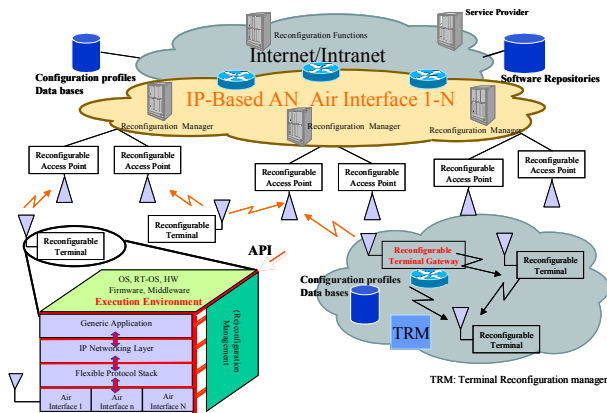 Service Provider
Reconfiguration Functions
Internet/Intranet
Configuration profiles
Data bases
Software Repositories
IP-Based AN Air Interface 1-N
Reconfiguration Manager
Reconfiguration Manager
Reconfiguration Manager
Reconfigurable
Access Point
Reconfigurable
Access Point
Reconfigurable
Access Point
Reconfigurable
Access Point
Reconfigurable
Access Point
Reconfigurable
Access Point
Reconfigurable
Terminal
Reconfigurable
Terminal
API
Reconfigurable
Terminal Gateway
Reconfigurable
Terminal
Configuration profiles
Data bases
TRM
Reconfigurable
Terminal
TRM: Terminal Reconfiguration manager
OS, RT-OS, HW
Firmware, Middleware
Execution Environment
Generic Application
IP Networking Layer
Flexible Protocol Stack
Air
Interface 1
Air
Interface n
Air
Interface N
(Re)configuration
Management